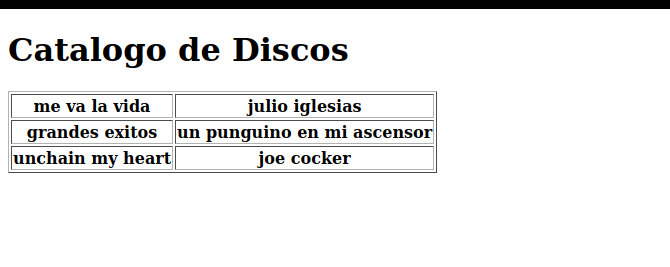 Catalogo de Discos
me va la vida julio iglesias
grandes exitos un punguino en mi ascensor
unchain my heart joe cocker